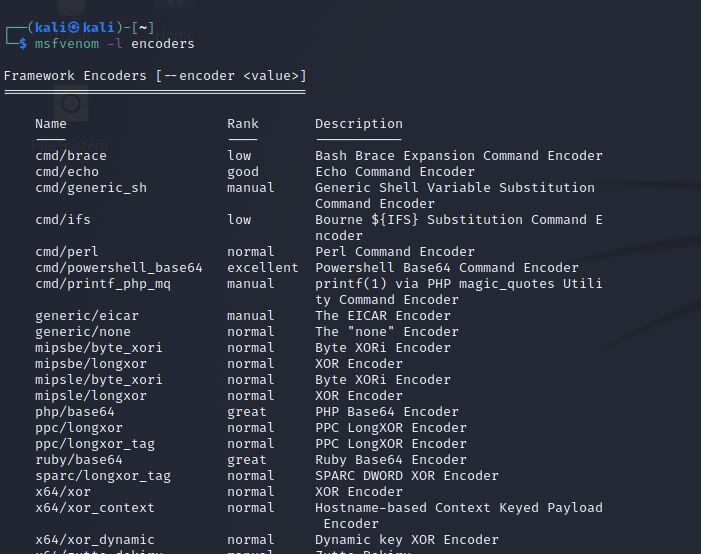 (kali㉿kali)-[~]
$ msfvenom -l encoders
Framework Encoders [--encoder <value>]
Name Rank Description
cmd/brace low Bash Brace Expansion Command Encoder
cmd/echo good Echo Command Encoder
cmd/generic_sh manual Generic Shell Variable Substitution
Command Encoder
cmd/ifs low Bourne ${IFS} Substitution Command E
ncoder
cmd/perl normal Perl Command Encoder
cmd/powershell_base64 excellent Powershell Base64 Command Encoder
cmd/printf_php_mq manual printf(1) via PHP magic_quotes Utili
ty Command Encoder
generic/eicar manual The EICAR Encoder
generic/none normal The "none" Encoder
mipsbe/byte_xori normal Byte XORi Encoder
mipsbe/longxor normal XOR Encoder
mipsle/byte_xori normal Byte XORi Encoder
mipsle/longxor normal XOR Encoder
php/base64 great PHP Base64 Encoder
ppc/longxor normal PPC LongXOR Encoder
ppc/longxor_tag normal PPC LongXOR Encoder
ruby/base64 great Ruby Base64 Encoder
sparc/longxor_tag normal SPARC DWORD XOR Encoder
x64/xor normal XOR Encoder
x64/xor_context normal Hostname-based Context Keyed Payload
Encoder
x64/xor_dynamic normal Dynamic key XOR Encoder